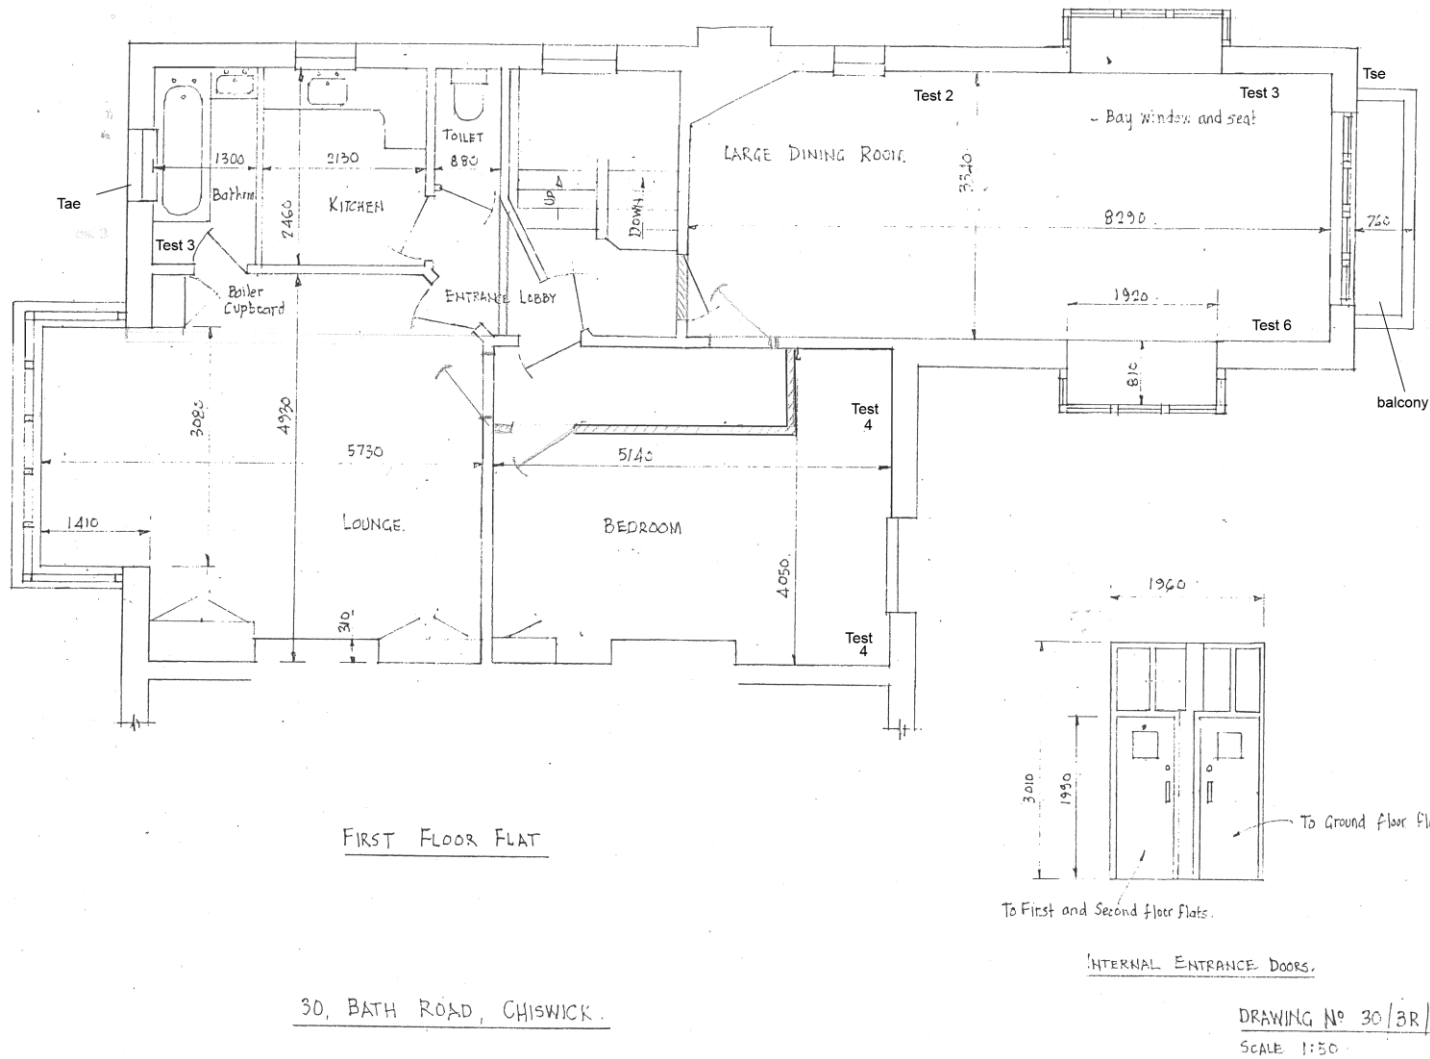 Tse
Test 2
Test 3
- Bay window and seat
TOILET
LARGE DINING ROOM.
1300
2130
880
3340
Tae
Bathrm
KITCHEN
2460
UP
DOWN
8290
760
Test 3
Boiler
Cupboard
ENTRANCE LOBBY
1920
Test 6
810
balcony
3080
4930
Test
4
5730
5140
1410
LOUNGE.
BEDROOM
4050
310
Test
4
1960
3010
1990
To Ground floor fl
To First and Second floor flats.
FIRST FLOOR FLAT
INTERNAL ENTRANCE DOORS.
30, BATH ROAD, CHISWICK.
DRAWING Nº 30/3R/
SCALE 1:50